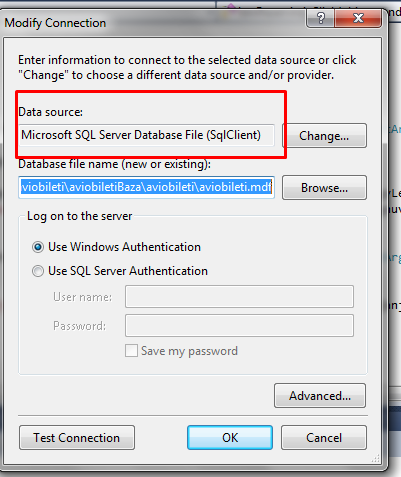 Modify Connection
Enter information to connect to the selected data source or click
"Change" to choose a different data source and/or provider.
Data source:
Microsoft SQL Server Database File (SqlClient)
Change...
Database file name (new or existing):
viobileti\aviobiletiBaza\aviobileti\aviobileti.mdf
Browse...
Log on to the server
Use Windows Authentication
Use SQL Server Authentication
User name:
Password:
Save my password
Advanced...
Test Connection
OK
Cancel